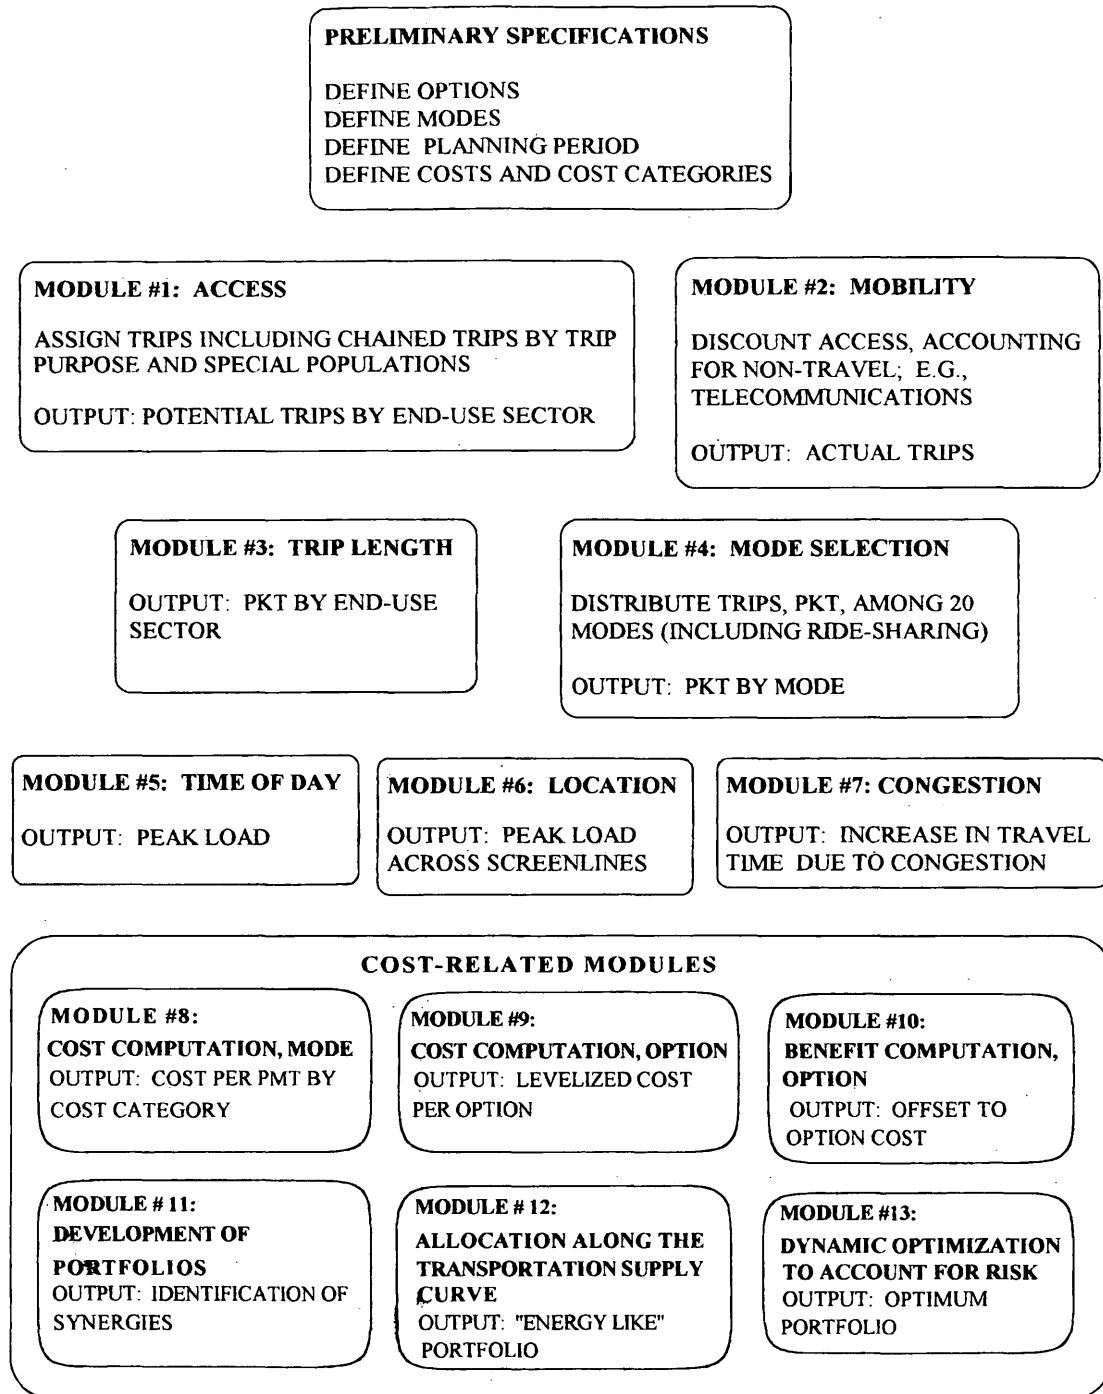 PRELIMINARY SPECIFICATIONS
DEFINE OPTIONS
DEFINE MODES
DEFINE PLANNING PERIOD
DEFINE COSTS AND COST CATEGORIES
MODULE #1: ACCESS
ASSIGN TRIPS INCLUDING CHAINED TRIPS BY TRIP
PURPOSE AND SPECIAL POPULATIONS
OUTPUT: POTENTIAL TRIPS BY END-USE SECTOR
MODULE #2: MOBILITY
DISCOUNT ACCESS, ACCOUNTING
FOR NON-TRAVEL; E.G.,
TELECOMMUNICATIONS
OUTPUT: ACTUAL TRIPS
MODULE #3: TRIP LENGTH
OUTPUT: PKT BY END-USE
SECTOR
MODULE #4: MODE SELECTION
DISTRIBUTE TRIPS, PKT, AMONG 20
MODES (INCLUDING RIDE-SHARING)
OUTPUT: PKT BY MODE
MODULE #5: TIME OF DAY
OUTPUT: PEAK LOAD
MODULE #6: LOCATION
OUTPUT: PEAK LOAD
ACROSS SCREENLINES
MODULE #7: CONGESTION
OUTPUT: INCREASE IN TRAVEL
TIME DUE TO CONGESTION
COST-RELATED MODULES
MODULE #8:
COST COMPUTATION, MODE
OUTPUT: COST PER PMT BY
COST CATEGORY
MODULE #9:
COST COMPUTATION, OPTION
OUTPUT: LEVELIZED COST
PER OPTION
MODULE #10:
BENEFIT COMPUTATION,
OPTION
OUTPUT: OFFSET TO
OPTION COST
MODULE # 11:
DEVELOPMENT OF
PORTFOLIOS
OUTPUT: IDENTIFICATION OF
SYNERGIES
MODULE # 12:
ALLOCATION ALONG THE
TRANSPORTATION SUPPLY
CURVE
OUTPUT: "ENERGY LIKE"
PORTFOLIO
MODULE #13:
DYNAMIC OPTIMIZATION
TO ACCOUNT FOR RISK
OUTPUT: OPTIMUM
PORTFOLIO